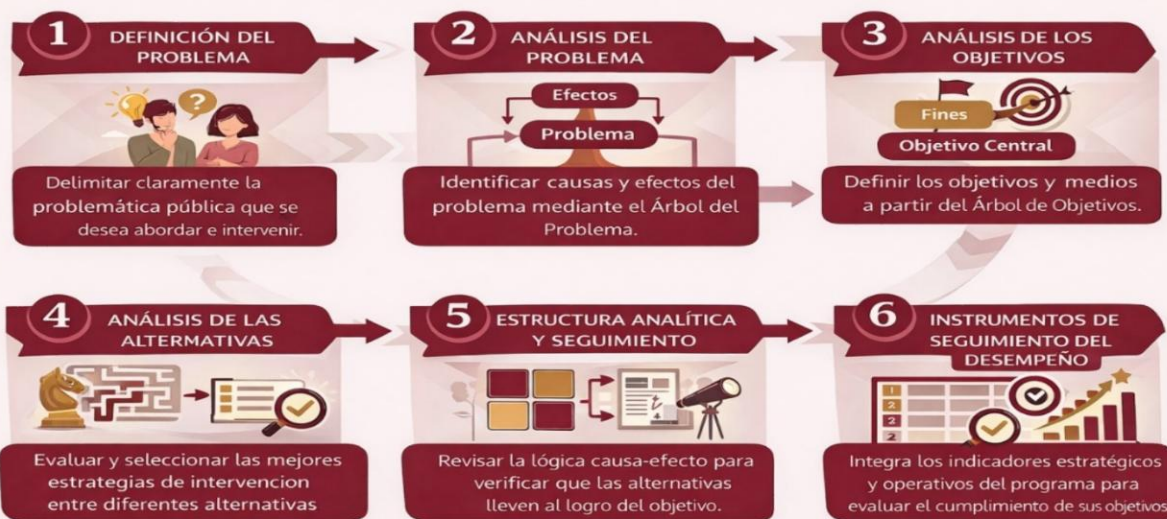 1
DEFINICIÓN DEL
PROBLEMA
?
Delimitar claramente la
problemática pública que se
desea abordar e intervenir.
2
ANÁLISIS DEL
PROBLEMA
Efectos
Problema
Identificar causas y efectos del
problema mediante el Árbol del
Problema.
3
ANÁLISIS DE LOS
OBJETIVOS
Fines
Objetivo Central
Definir los objetivos y medios
a partir del Árbol de Objetivos.
4
ANÁLISIS DE LAS
ALTERNATIVAS
Evaluar y seleccionar las mejores
estrategias de intervencion
entre diferentes alternativas
5
ESTRUCTURA ANALÍTICA
Y SEGUIMIENTO
Revisar la lógica causa-efecto para
verificar que las alternativas
lleven al logro del objetivo.
6
INSTRUMENTOS DE
SEGUIMIENTO DEL
DESEMPEÑO
1
2
2
2
Integra los indicadores estratégicos
y operativos del programa para
evaluar el cumplimiento de sus objetivos